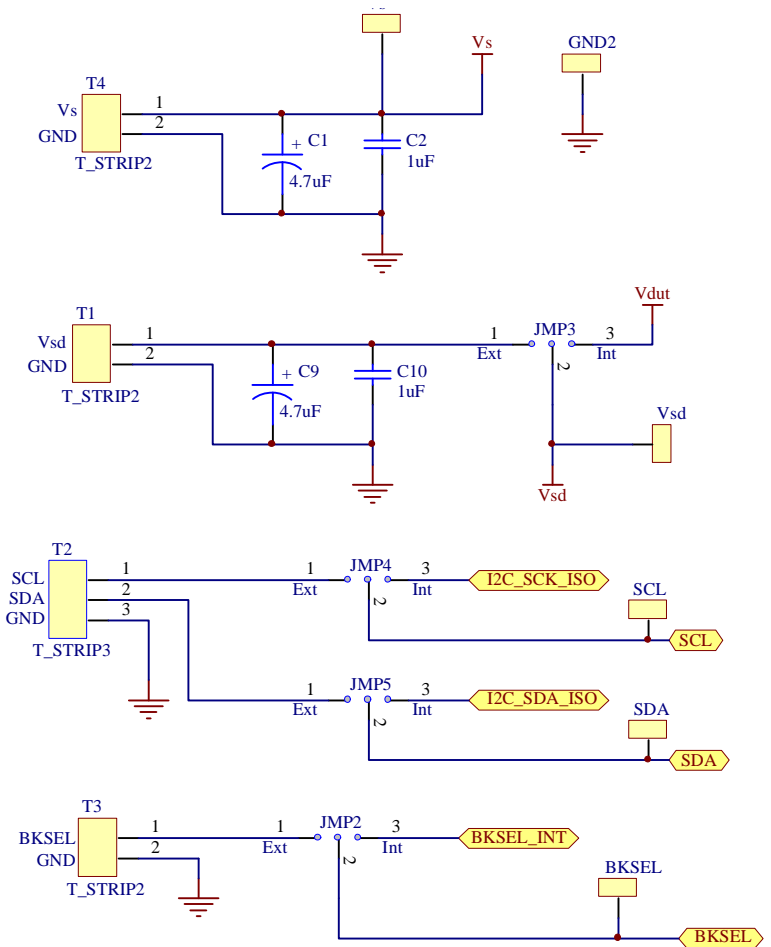 Vs
GND2
T4
Vs
1
GND
2
T_STRIP2
+ C1
4.7uF
C2
1uF
Vdut
T1
Vsd
1
GND
2
T_STRIP2
+ C9
4.7uF
C10
1uF
1
JMP3
3
Ext
2
Int
Vsd
Vsd
T2
SCL
1
SDA
2
GND
3
T_STRIP3
1
JMP4
3
Ext
2
Int
I2C_SCK_ISO
SCL
SCL
1
JMP5
3
Ext
2
Int
I2C_SDA_ISO
SDA
SDA
T3
BKSEL
1
GND
2
T_STRIP2
1
JMP2
3
Ext
2
Int
BKSEL_INT
BKSEL
BKSEL